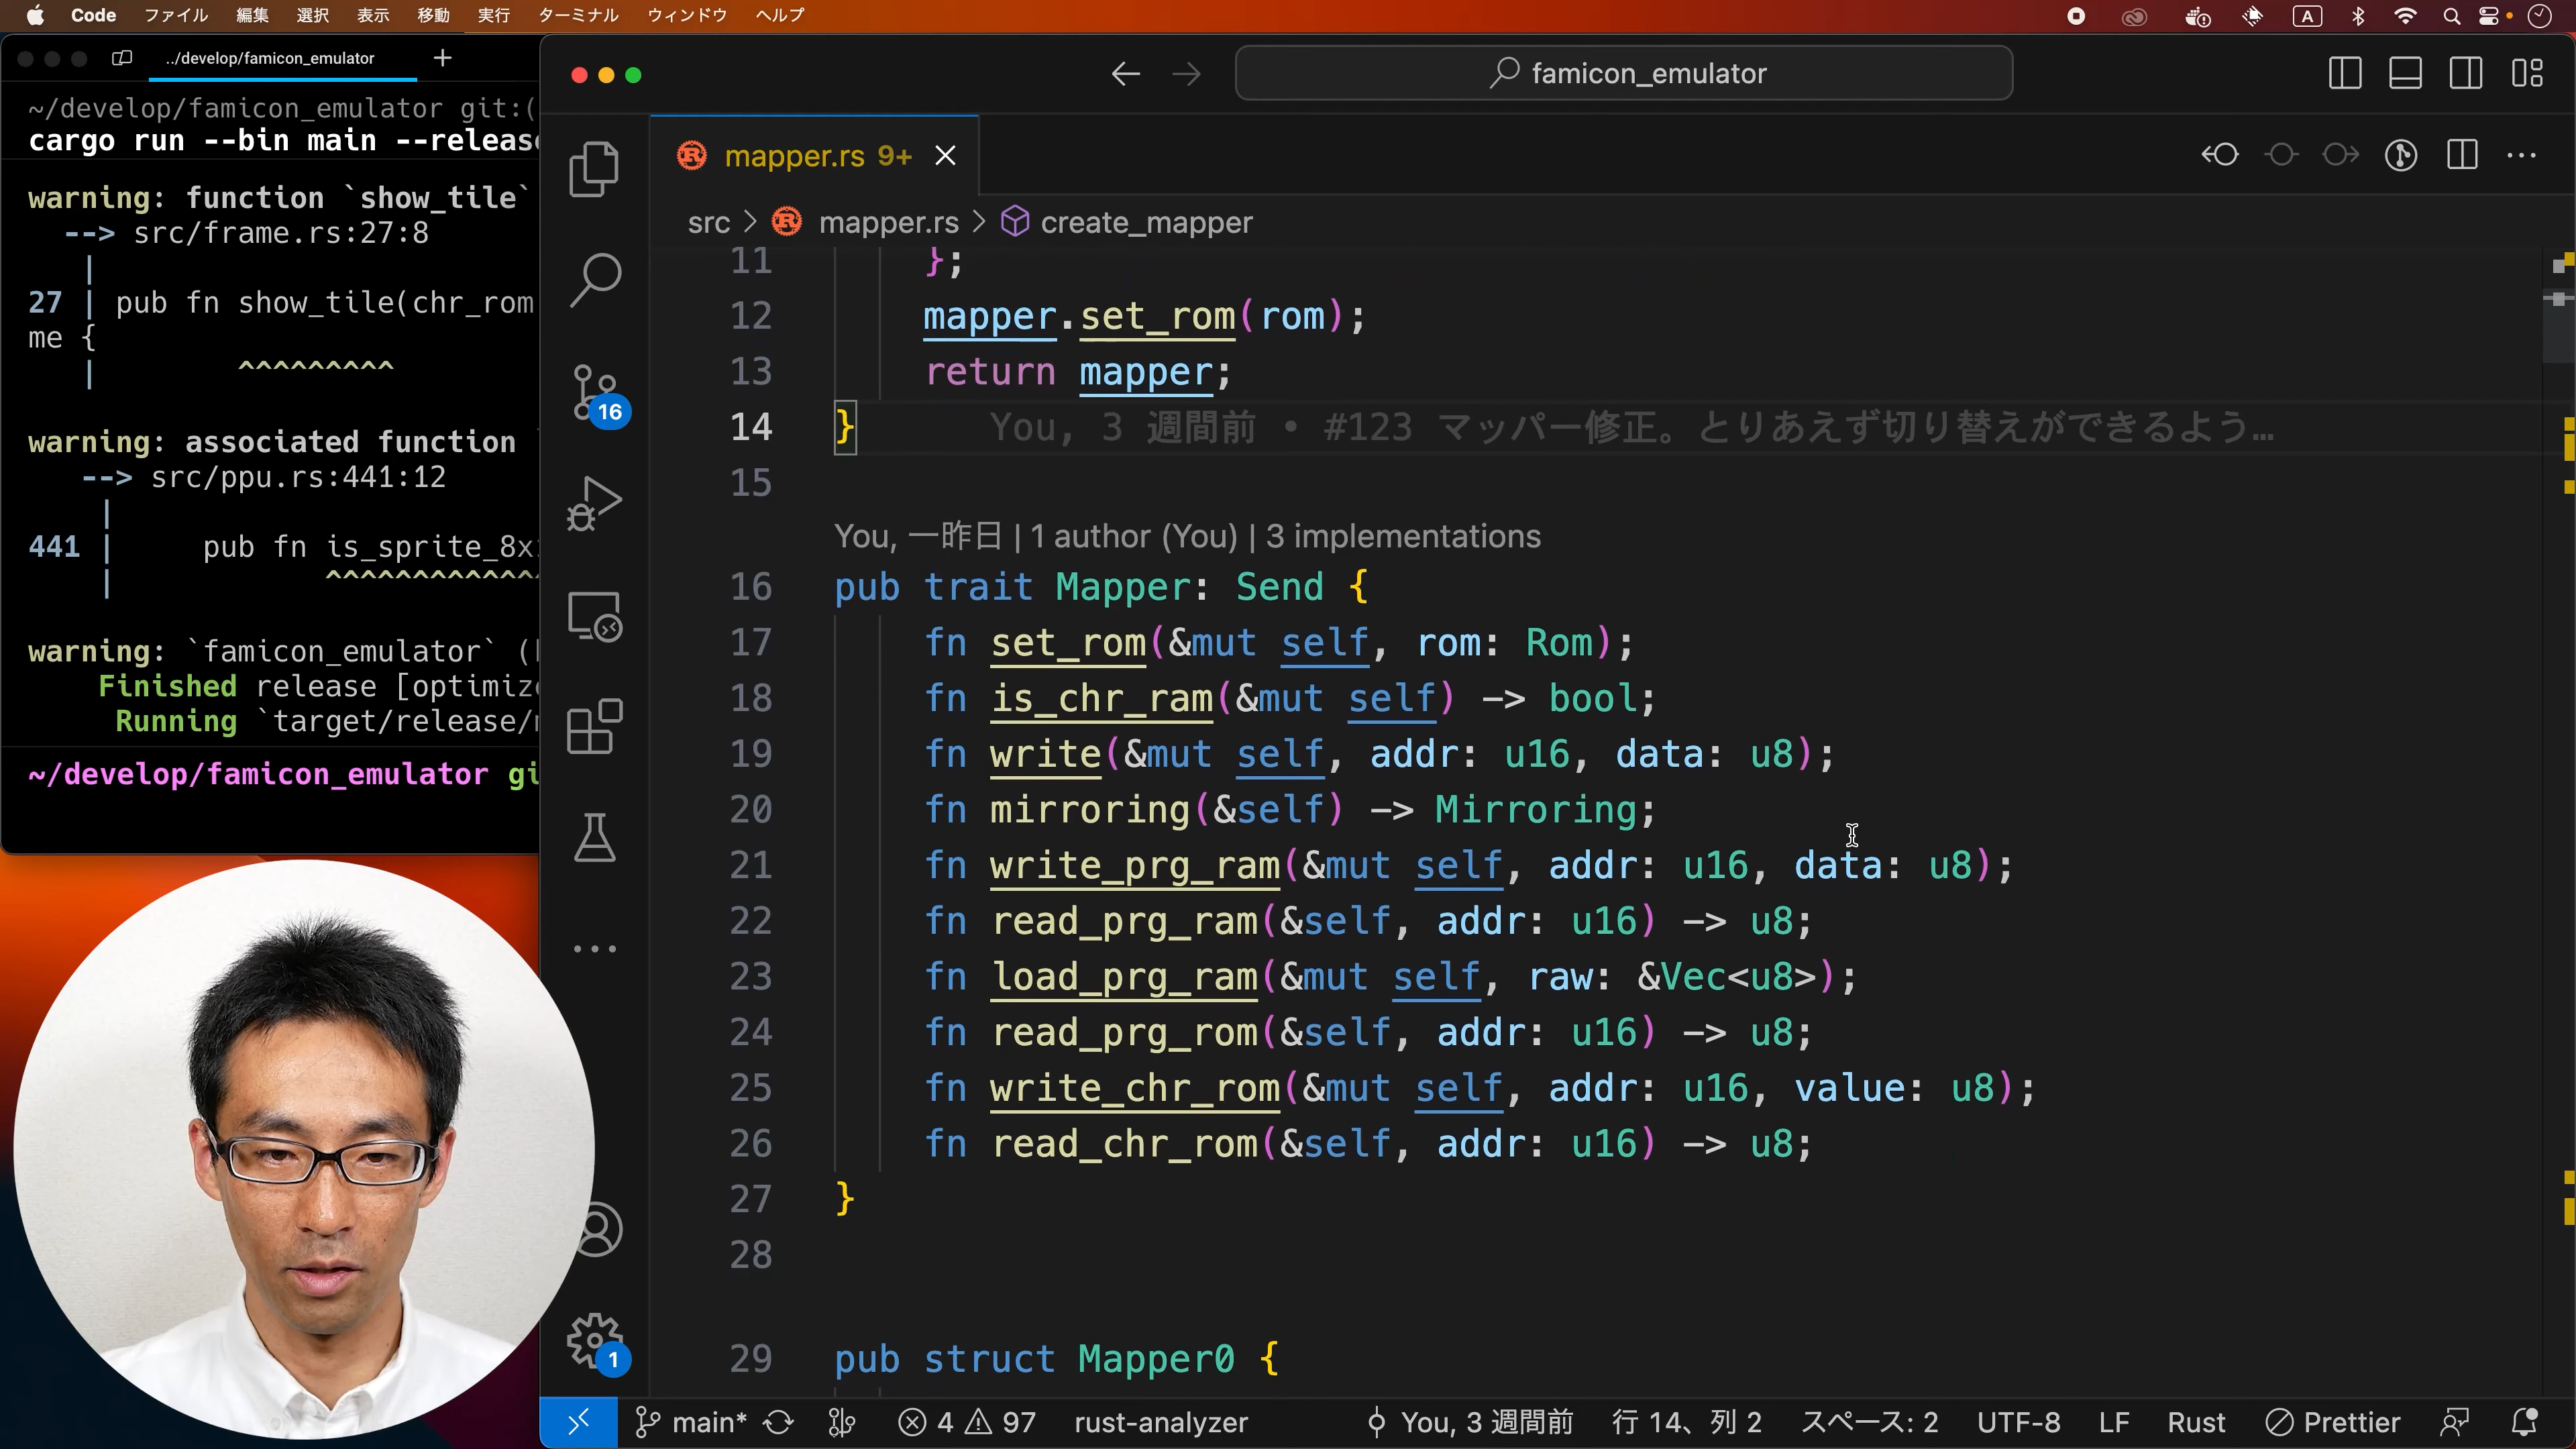 Code ファイル 編集 選択 表示 移動 実行 ターミナル ウィンドウ ヘルプ
A
../develop/famicon_emulator
~/develop/famicon_emulator git:(
cargo run --bin main --release
warning: function `show_tile`
--> src/frame.rs:27:8
|
27 | pub fn show_tile(chr_rom
me {
| ^^^^^^^^^
warning: associated function `
--> src/ppu.rs:441:12
|
441 | pub fn is_sprite_8x
| ^^^^^^^^^^^^^
warning: `famicon_emulator` (
Finished release [optimize
Running `target/release/
~/develop/famicon_emulator gi
famicon_emulator
mapper.rs 9+
src > mapper.rs > create_mapper
16
1
11 };
12 mapper.set_rom(rom);
13 return mapper;
14 } You, 3 週間前 • #123 マッパー修正。とりあえず切り替えができるよう…
15
You, 一昨日 | 1 author (You) | 3 implementations
16 pub trait Mapper: Send {
17 fn set_rom(&mut self, rom: Rom);
18 fn is_chr_ram(&mut self) -> bool;
19 fn write(&mut self, addr: u16, data: u8);
20 fn mirroring(&self) -> Mirroring;
21 fn write_prg_ram(&mut self, addr: u16, data: u8);
22 fn read_prg_ram(&self, addr: u16) -> u8;
23 fn load_prg_ram(&mut self, raw: &Vec<u8>);
24 fn read_prg_rom(&self, addr: u16) -> u8;
25 fn write_chr_rom(&mut self, addr: u16, value: u8);
26 fn read_chr_rom(&self, addr: u16) -> u8;
27 }
28
29 pub struct Mapper0 {
main* 4 97 rust-analyzer You, 3 週間前 行 14、列 2 スペース: 2 UTF-8 LF Rust Prettier